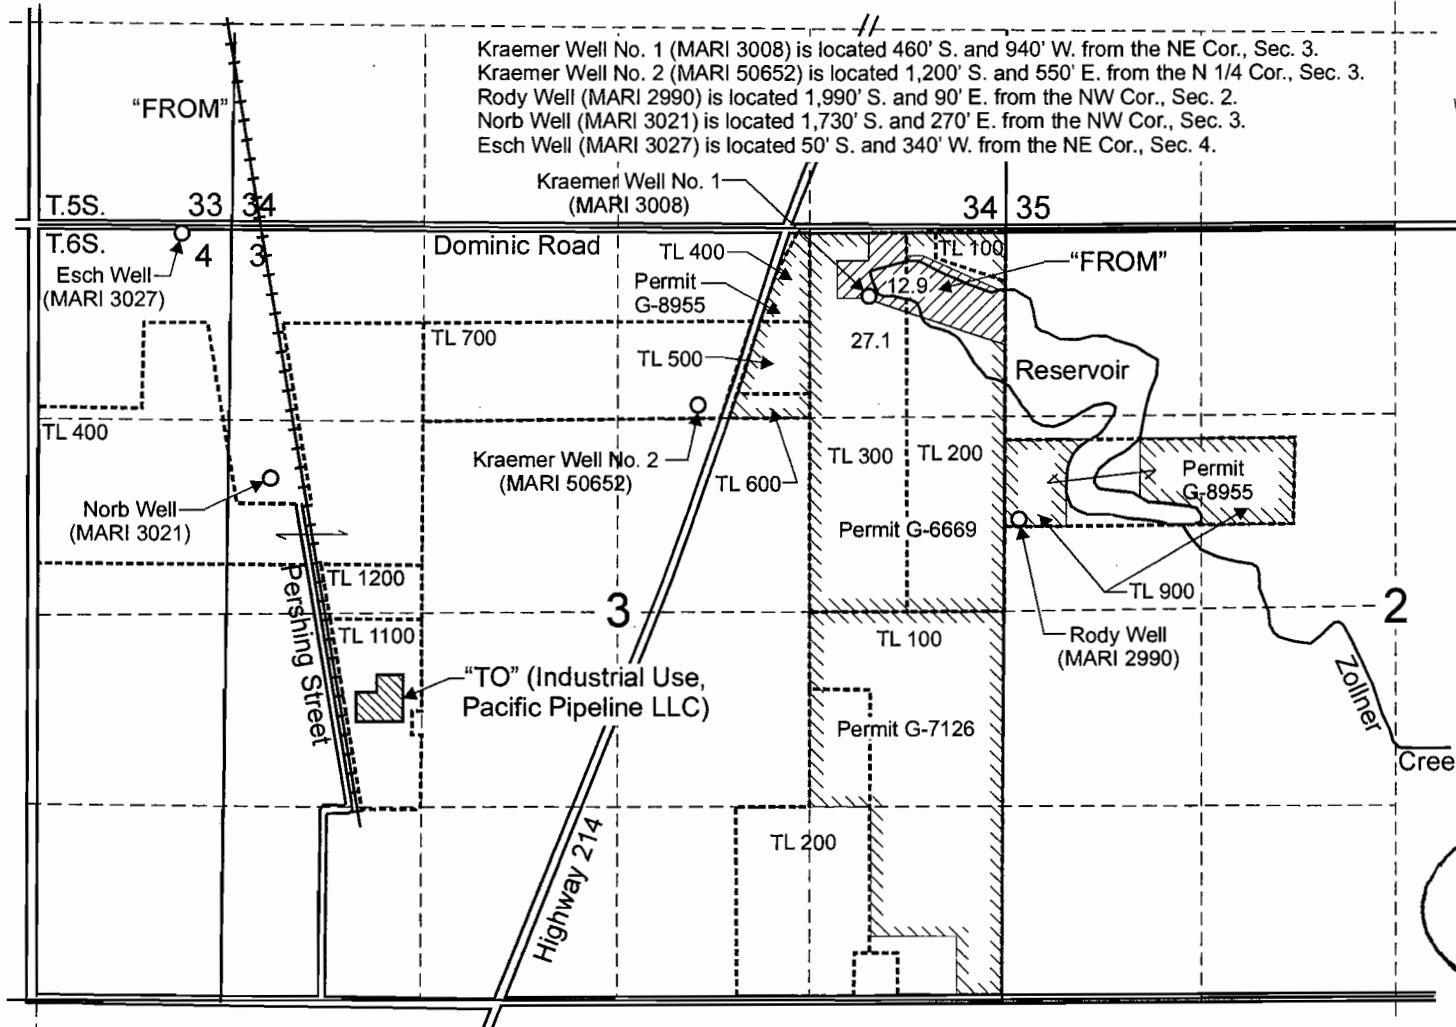 Kraemer Well No. 1 (MARI 3008) is located 460' S. and 940' W. from the NE Cor., Sec. 3.
Kraemer Well No. 2 (MARI 50652) is located 1,200' S. and 550' E. from the N 1/4 Cor., Sec. 3.
Rody Well (MARI 2990) is located 1,990' S. and 90' E. from the NW Cor., Sec. 2.
Norb Well (MARI 3021) is located 1,730' S. and 270' E. from the NW Cor., Sec. 3.
Esch Well (MARI 3027) is located 50' S. and 340' W. from the NE Cor., Sec. 4.
"FROM"
Kraemer Well No. 1
(MARI 3008)
T.5S.
33
34
34
35
T.6S.
4
3
Dominic Road
TL 400
TL 100
"FROM"
Esch Well
(MARI 3027)
Permit
G-8955
12.9
TL 700
27.1
TL 500
Reservoir
TL 400
Kraemer Well No. 2
(MARI 50652)
TL 600
TL 300
TL 200
Permit
G-8955
Norb Well
(MARI 3021)
Permit G-6669
TL 1200
TL 900
3
2
TL 1100
TL 100
Rody Well
(MARI 2990)
Pershing Street
"TO" (Industrial Use,
Pacific Pipeline LLC)
Zollner
Permit G-7126
Cree
TL 200
Highway 214